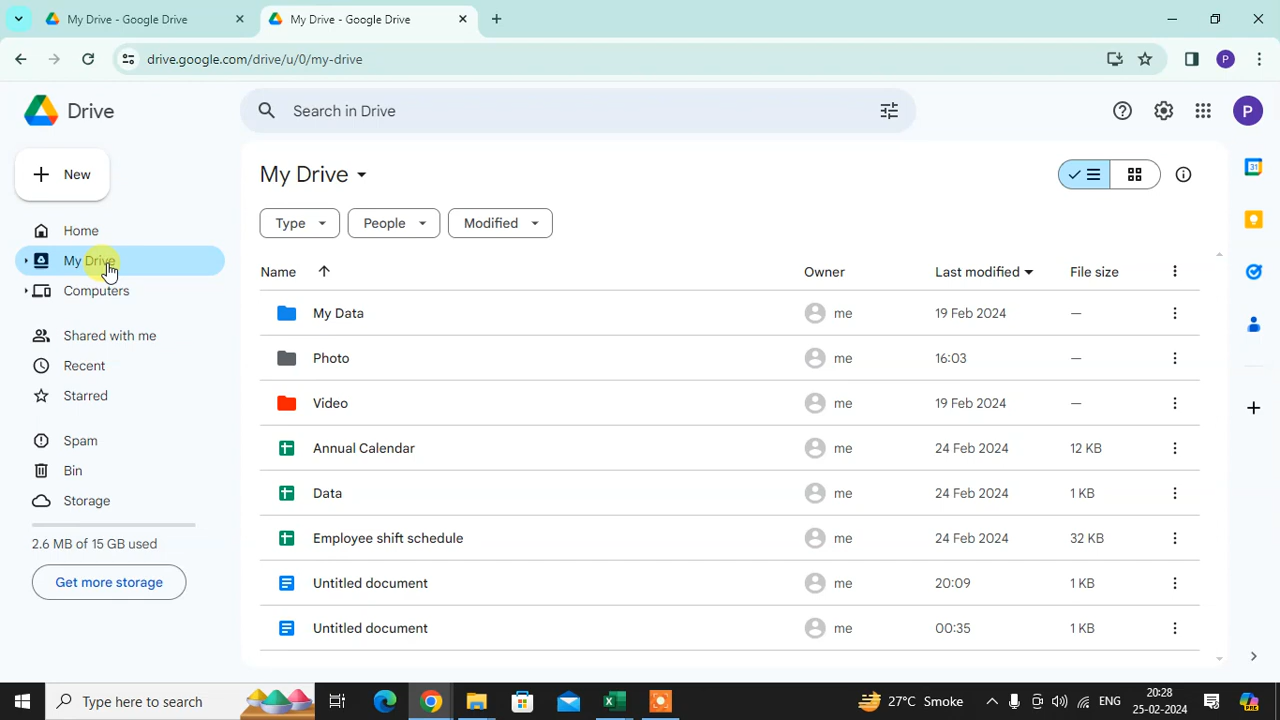 My Drive - Google Drive
My Drive - Google Drive
drive.google.com/drive/u/0/my-drive
P
Drive
Search in Drive
P
New
My Drive
31
Type People Modified
Home
My Drive
Computers
Shared with me
Recent
Starred
Spam
Bin
Storage
2.6 MB of 15 GB used
Get more storage
Name Owner Last modified File size
My Data me 19 Feb 2024 —
Photo me 16:03 —
Video me 19 Feb 2024 —
Annual Calendar me 24 Feb 2024 12 KB
Data me 24 Feb 2024 1 KB
Employee shift schedule me 24 Feb 2024 32 KB
Untitled document me 20:09 1 KB
Untitled document me 00:35 1 KB
Type here to search
27°C Smoke
ENG
20:28
25-02-2024
PRE